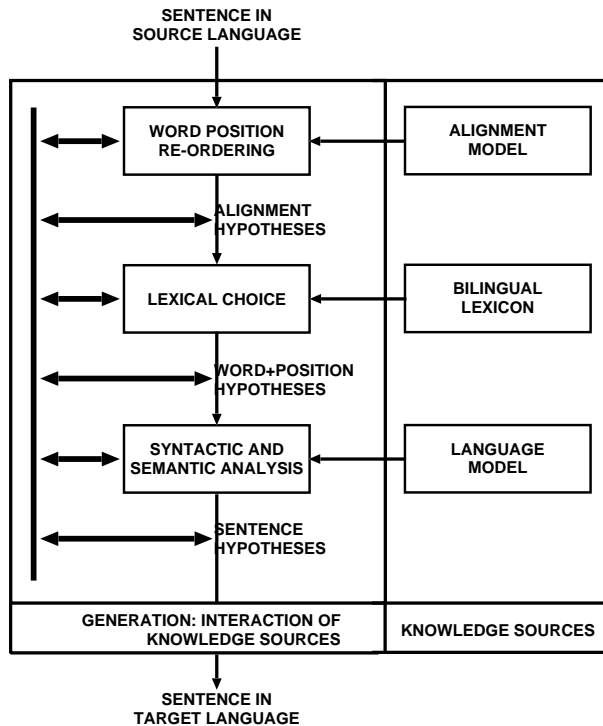 SENTENCE IN
SOURCE LANGUAGE
WORD POSITION
RE-ORDERING
ALIGNMENT
MODEL
ALIGNMENT
HYPOTHESES
LEXICAL CHOICE
BILINGUAL
LEXICON
WORD+POSITION
HYPOTHESES
SYNTACTIC AND
SEMANTIC ANALYSIS
LANGUAGE
MODEL
SENTENCE
HYPOTHESES
GENERATION: INTERACTION OF
KNOWLEDGE SOURCES
KNOWLEDGE SOURCES
SENTENCE IN
TARGET LANGUAGE